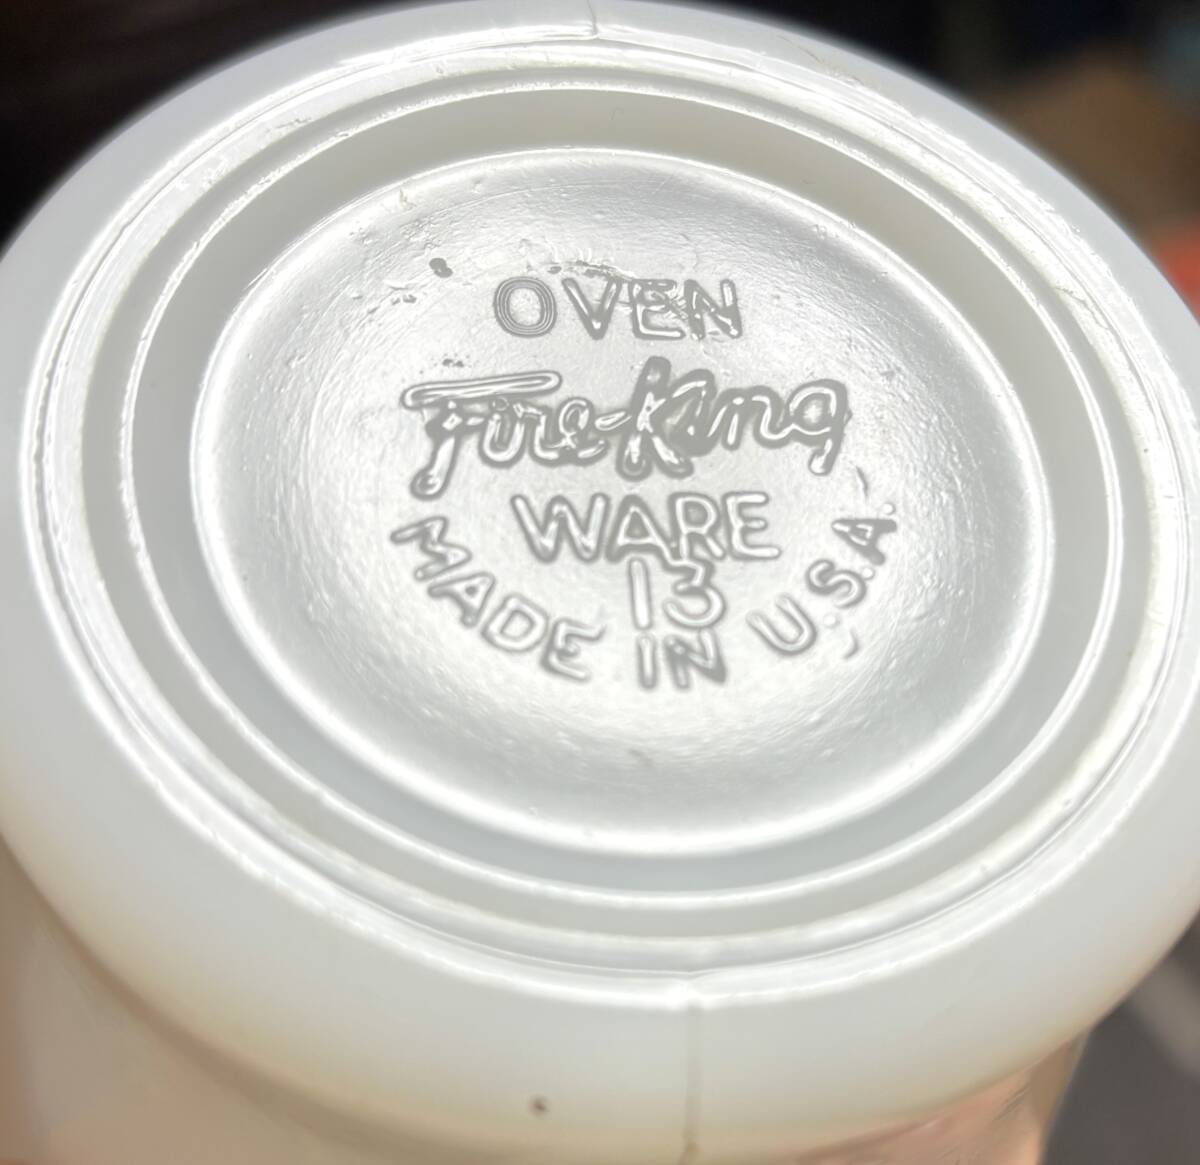 OVEN
Fire-King
WARE
13
MADE IN U.S.A.